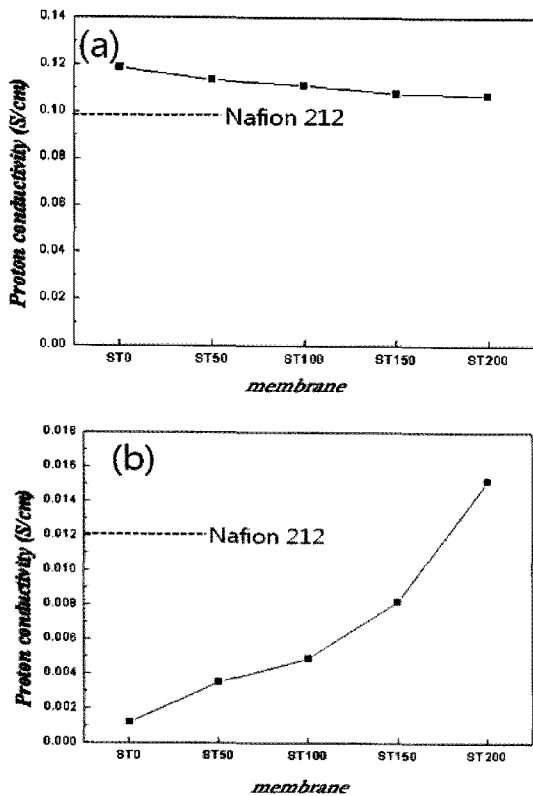 (a)
0.14
0.12
0.10
0.08
0.06
0.04
0.02
0.00
Proton conductivity (S/cm)
Nafion 212
ST0 ST50 ST100 ST150 ST200
membrane
(b)
0.018
0.016
0.014
0.012
0.010
0.008
0.006
0.004
0.002
0.000
Proton conductivity (S/cm)
Nafion 212
ST0 ST50 ST100 ST150 ST200
membrane